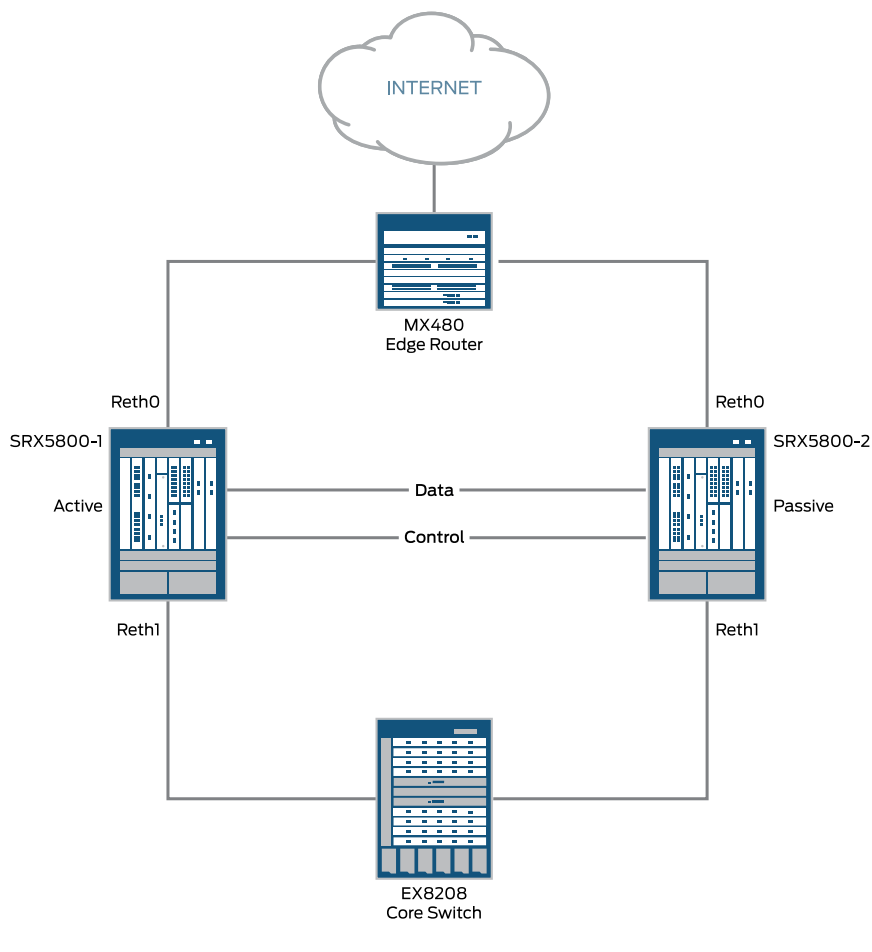 INTERNET
MX480
Edge Router
Reth0
Reth0
SRX5800-1
SRX5800-2
Data
Active
Passive
Control
Reth1
Reth1
EX8208
Core Switch